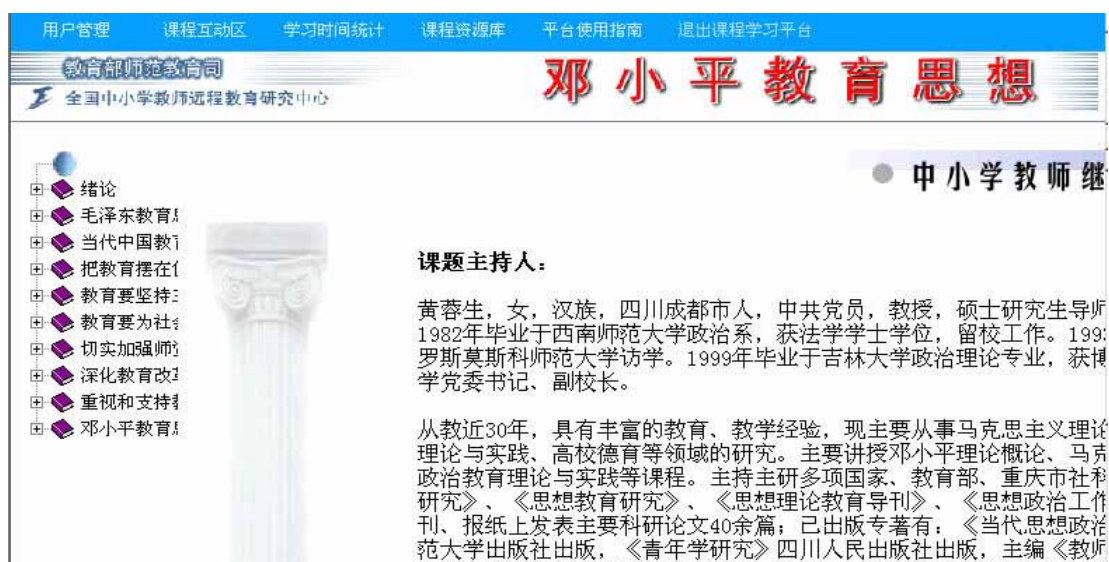 用户管理 课程互动区 学习时间统计 课程资源库 平台使用指南 退出课程学习平台
教育部师范教育司
全国中小学教师远程教育研究中心
邓小平教育思想
中小学教师继
绪论
毛泽东教育
当代中国教
把教育摆在
教育要坚持
教育要为社
切实加强师
深化教育改
重视和支持
邓小平教育
课题主持人：
黄蓉生，女，汉族，四川成都市人，中共党员，教授，硕士研究生导师
1982年毕业于西南师范大学政治系，获法学学士学位，留校工作。199
罗斯莫斯科师范大学访学。1999年毕业于吉林大学政治理论专业，获博
学党委书记、副校长。
从教近30年，具有丰富的教育、教学经验，现主要从事马克思主义理论
理论与实践、高校德育等领域的研究。主要讲授邓小平理论概论、马克
政治教育理论与实践等课程。主持主研多项国家、教育部、重庆市社科
研究》、《思想教育研究》、《思想理论教育导刊》、《思想政治工作
刊、报纸上发表主要科研论文40余篇；已出版专著有：《当代思想政治
范大学出版社出版，《青年学研究》四川人民出版社出版，主编《教师